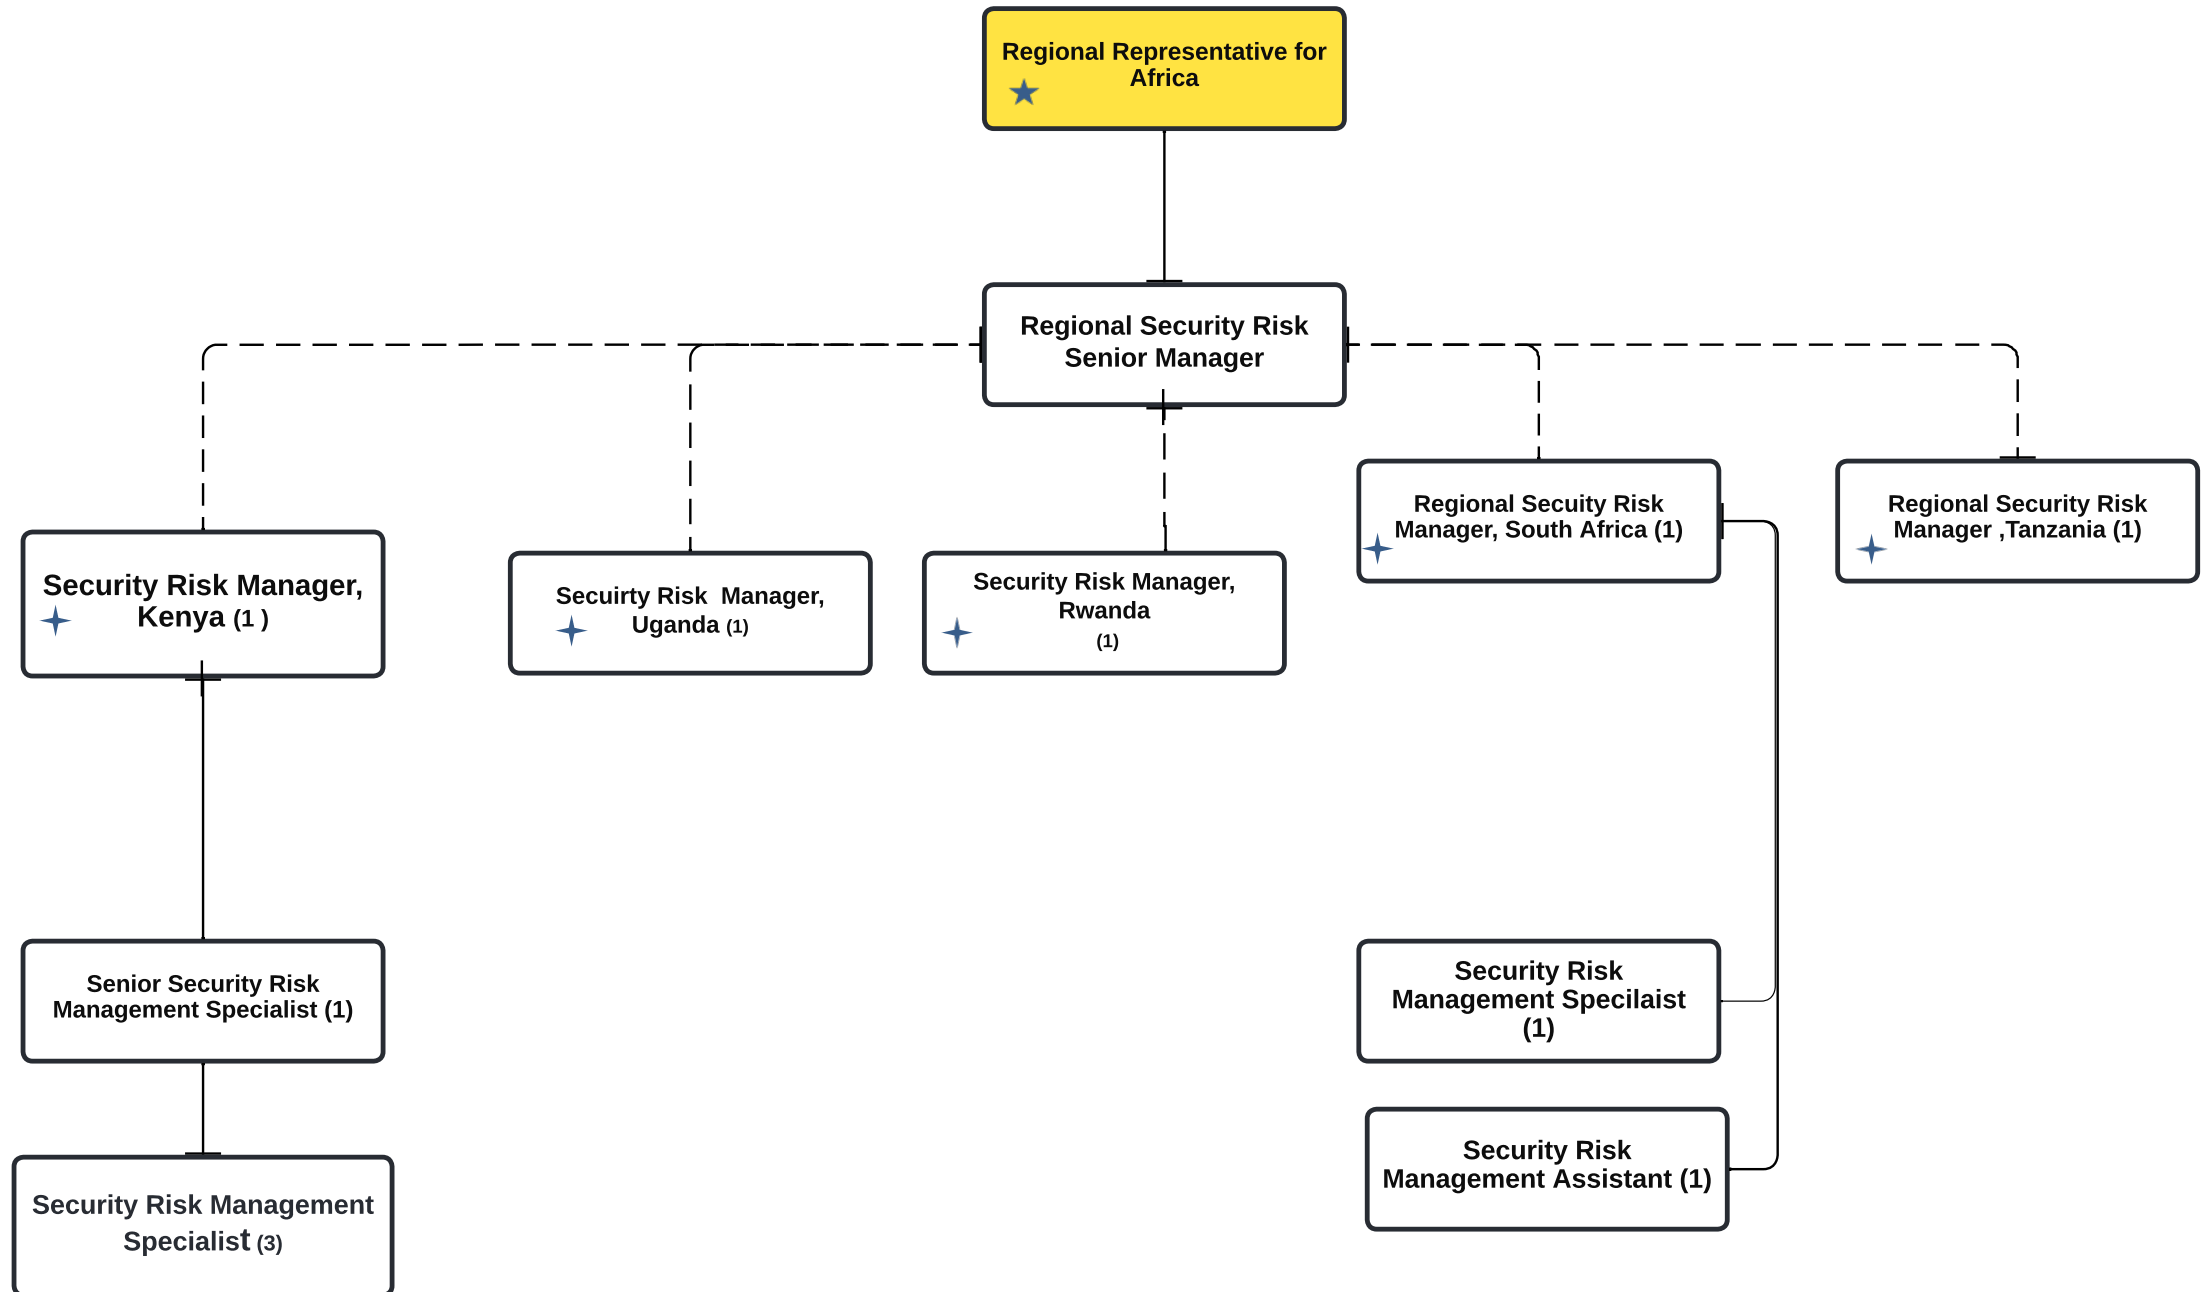 Regional Representative for
Africa
Regional Security Risk
Senior Manager
Security Risk Manager,
Kenya (1 )
Secuirty Risk  Manager,
Uganda (1)
Security Risk Manager,
Rwanda
(1)
Regional Secuity Risk
Manager, South Africa (1)
Regional Security Risk
Manager ,Tanzania (1)
Senior Security Risk
Management Specialist (1)
Security Risk
Management Specilaist
(1)
Security Risk
Management Assistant (1)
Security Risk Management
Specialist (3)